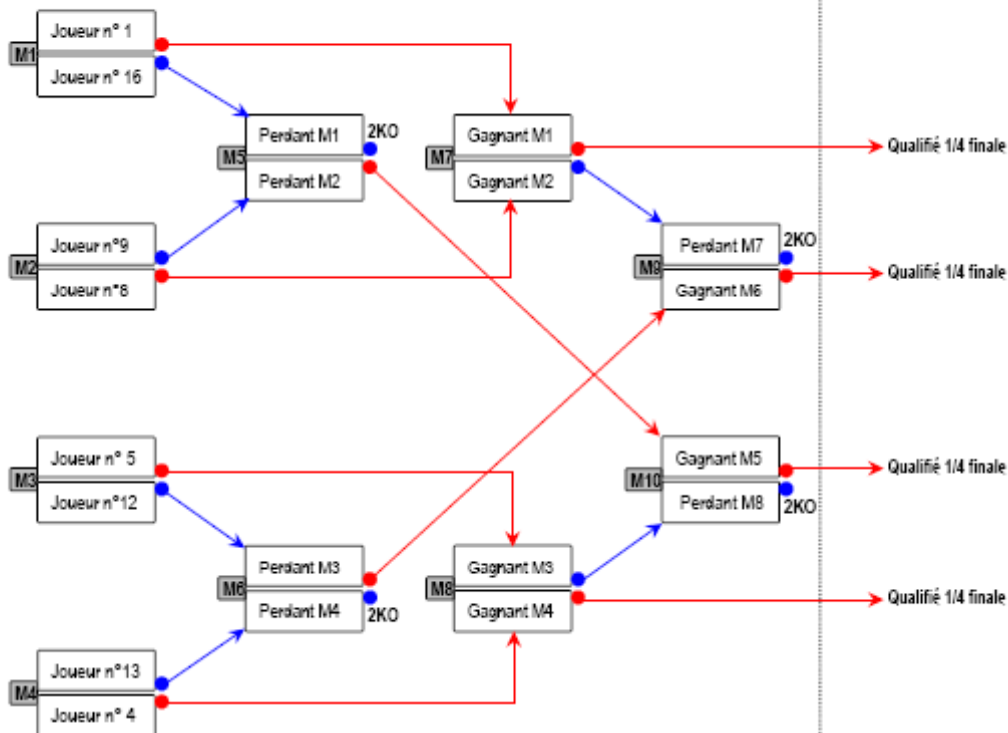 Joueur n° 1
M1
Joueur n° 16
Perdant M1
2KO
M5
Perdant M2
Gagnant M1
M7
Gagnant M2
Qualifié 1/4 finale
Joueur n°9
M2
Joueur n°8
Perdant M7
2KO
M9
Gagnant M6
Qualifié 1/4 finale
Joueur n° 5
M3
Joueur n°12
Gagnant M5
M10
Perdant M8
2KO
Qualifié 1/4 finale
Perdant M3
M6
Perdant M4
2KO
Gagnant M3
M8
Gagnant M4
Qualifié 1/4 finale
Joueur n°13
M4
Joueur n° 4